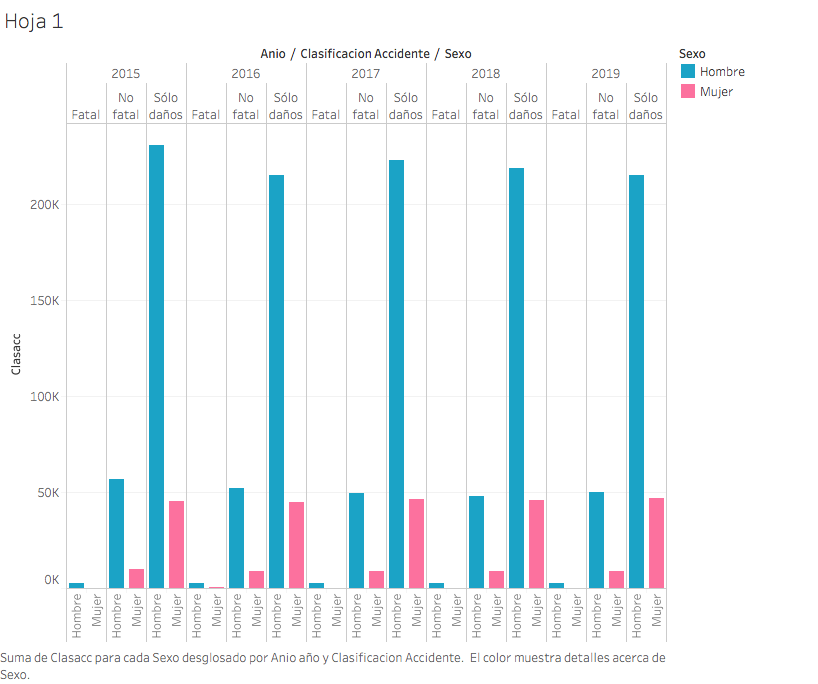 Hoja 1
Anio / Clasificacion Accidente / Sexo
2015 2016 2017 2018 2019
Fatal No fatal Sólo daños Fatal No fatal Sólo daños Fatal No fatal Sólo daños Fatal No fatal Sólo daños Fatal No fatal Sólo daños
Sexo
Hombre
Mujer
Clasacc
200K
150K
100K
50K
0K
Hombre Mujer Hombre Mujer Hombre Mujer Hombre Mujer Hombre Mujer Hombre Mujer Hombre Mujer Hombre Mujer Hombre Mujer Hombre Mujer Hombre Mujer Hombre Mujer Hombre Mujer Hombre Mujer Hombre Mujer
Suma de Clasacc para cada Sexo desglosado por Anio año y Clasificacion Accidente. El color muestra detalles acerca de
Sexo.